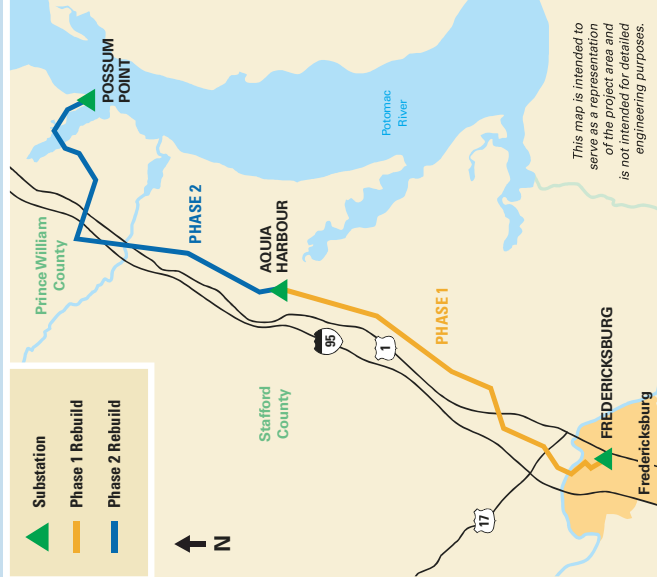 Substation
Phase 1 Rebuild
Phase 2 Rebuild
N
Prince William
County
POSSUM
POINT
PHASE 2
Potomac
River
AQUIA
HARBOUR
95
1
PHASE 1
Stafford
County
17
FREDERICKSBURG
Fredericksburg
This map is intended to
serve as a representation
of the project area and
is not intended for detailed
engineering purposes.